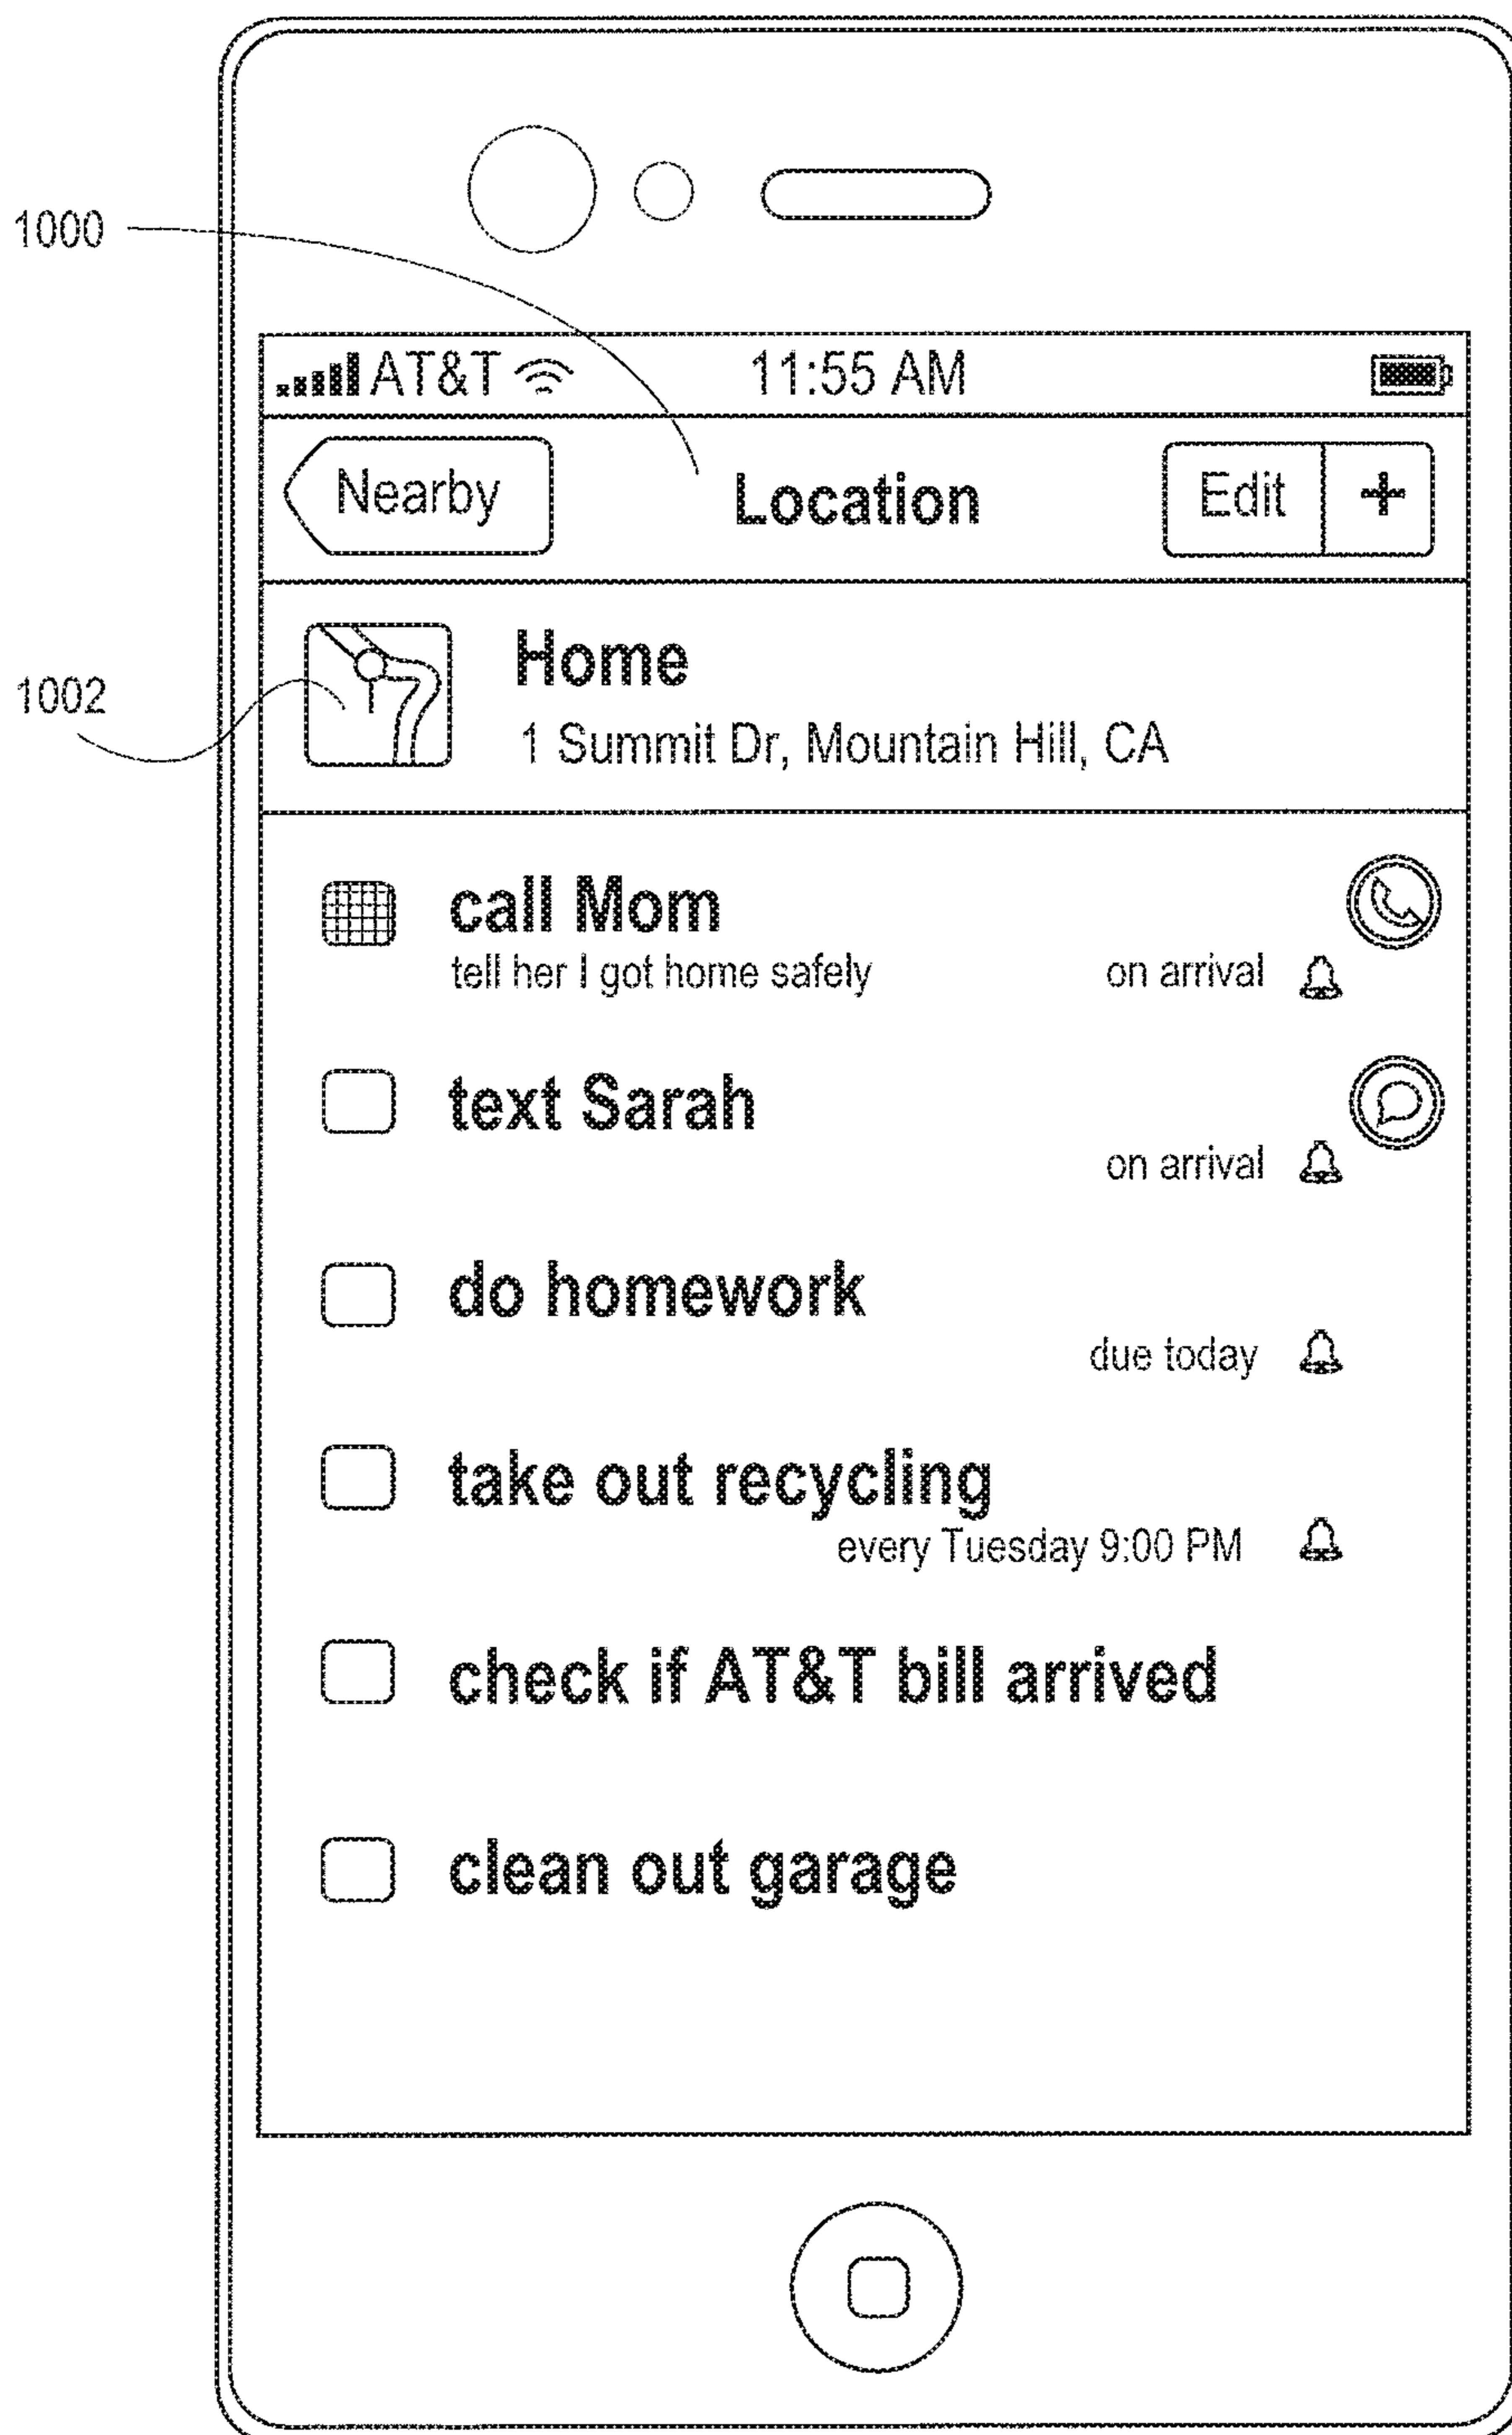 1000
AT&T 11:55 AM
Nearby Location Edit +
1002
Home
1 Summit Dr, Mountain Hill, CA
call Mom
tell her I got home safely on arrival
text Sarah
on arrival
do homework
due today
take out recycling
every Tuesday 9:00 PM
check if AT&T bill arrived
clean out garage